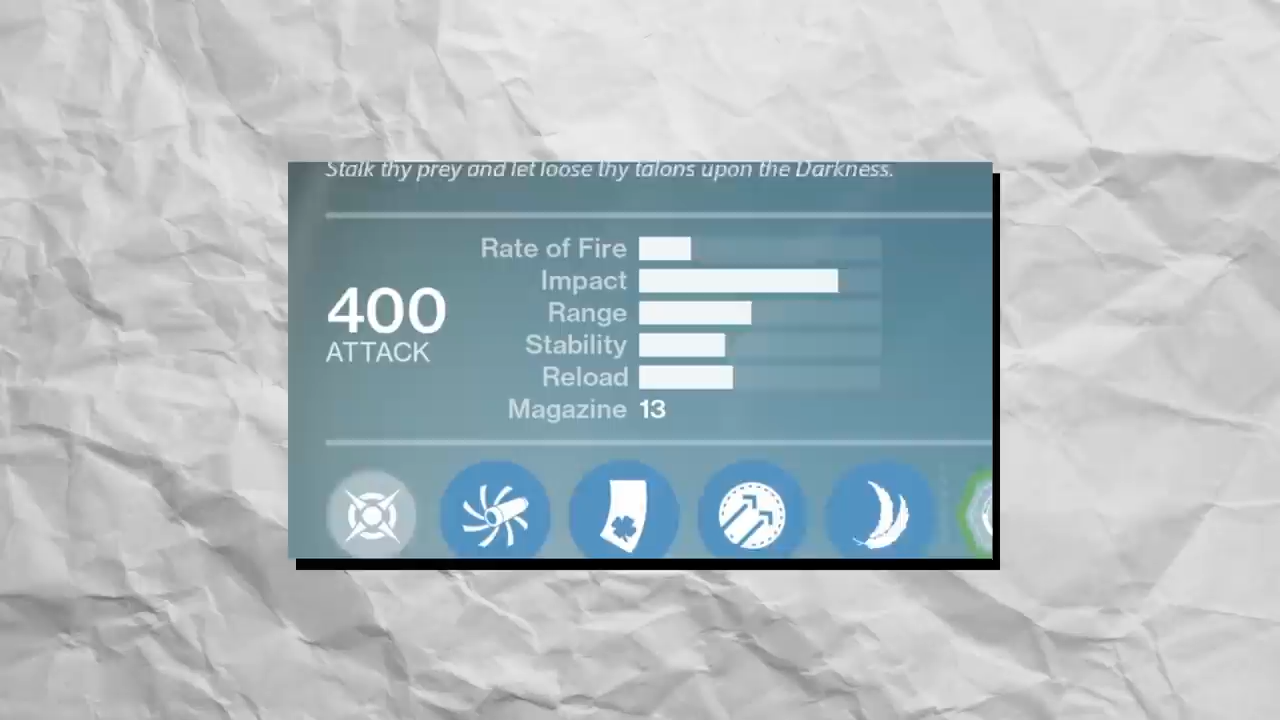 Stalk thy prey and let loose thy talons upon the Darkness.
400
ATTACK
Rate of Fire
Impact
Range
Stability
Reload
Magazine 13